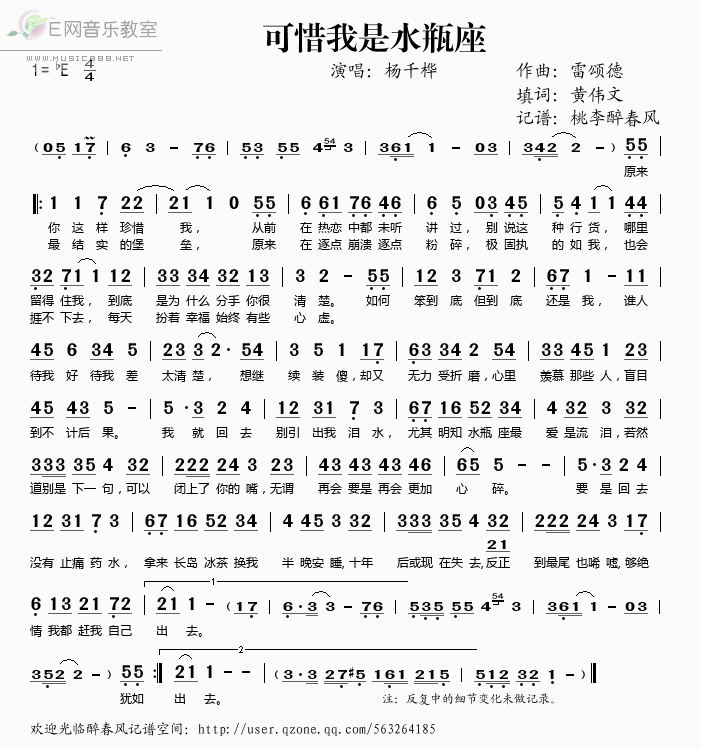 E网音乐教室
WWW.MUSIC888.NET
可惜我是水瓶座
1=♭E 4/4
演唱：杨千桦
作曲：雷颂德
填词：黄伟文
记谱：桃李醉春风
(05 17 | 6 3 - 76 | 53 55 4 54 3 | 361 1 - 03 | 342 2 -) 55 |
原来
‖: 1 1 7 22 | 221 1 0 55 | 6 61 76 46 | 6 5 03 45 | 5 41 1 44 |
你 这 样 珍惜 我， 从前 在 热恋 中都 未听 讲 过， 别 说这 种 行 货， 哪里
最 结 实的 堡 垒， 原来 在 逐点 崩溃 逐点 粉 碎， 极 固执 的 如 我， 也会
32 71 1 12 | 33 34 32 13 | 3 2 - 55 | 12 3 71 2 | 67 1 - 11 |
留得 住我， 到底 是为 什么 分手 你很 清 楚。 如何 笨到 底 但到 底 还是 我， 谁人
捱不 下去， 每天 扮着 幸福 始终 有些 心 虚。
45 6 34 5 | 23 3 2· 54 | 3 5 1 17 | 63 34 52 34 | 35 51 1 23 |
待我 好 待我 差 太清 楚， 想继 续 装 傻，却又 无力 受折 磨，心里 羡慕 那些 人，盲目
45 43 5 - | 5·3 2 4 | 12 31 7 3 | 67 16 52 34 | 4 32 3 32 |
到不 计后 果。 我 就 回 去 别引 出我 泪 水， 尤其 明知 水瓶 座最 爱 是流 泪，若然
333 35 4 32 | 222 24 3 43 | 43 43 43 46 | 65 5 - - | 5·3 2 4 |
道别是 下一 句，可以 闭上了 你的 嘴，无谓 再会 要是 再会 更加 心 碎。 要 是 回 去
12 31 7 3 | 67 16 52 34 | 4 45 3 32 | 333 35 4 32 | 222 24 3 17 |
21
没有 止痛 药 水， 拿来 长岛 冰茶 换我 半 晚安 睡，十年 后或现 在失 去，反正 到最尾 也唏 嘘，够绝
1
6 13 21 72 | 21 1 - (17 | 6·3 3 - 76 | 535 55 4 54 3 | 361 1 - 03 |
情 我都 赶我 自己 出 去。
2
352 2 -) 55 :‖ 21 1 - - | (3·3 27♯5 161 215 | 512 32 1 -)‖
犹如 出 去。 注：反复中的细节变化未做记录。
欢迎光临醉春风记谱空间：http://user.qzone.qq.com/563264185